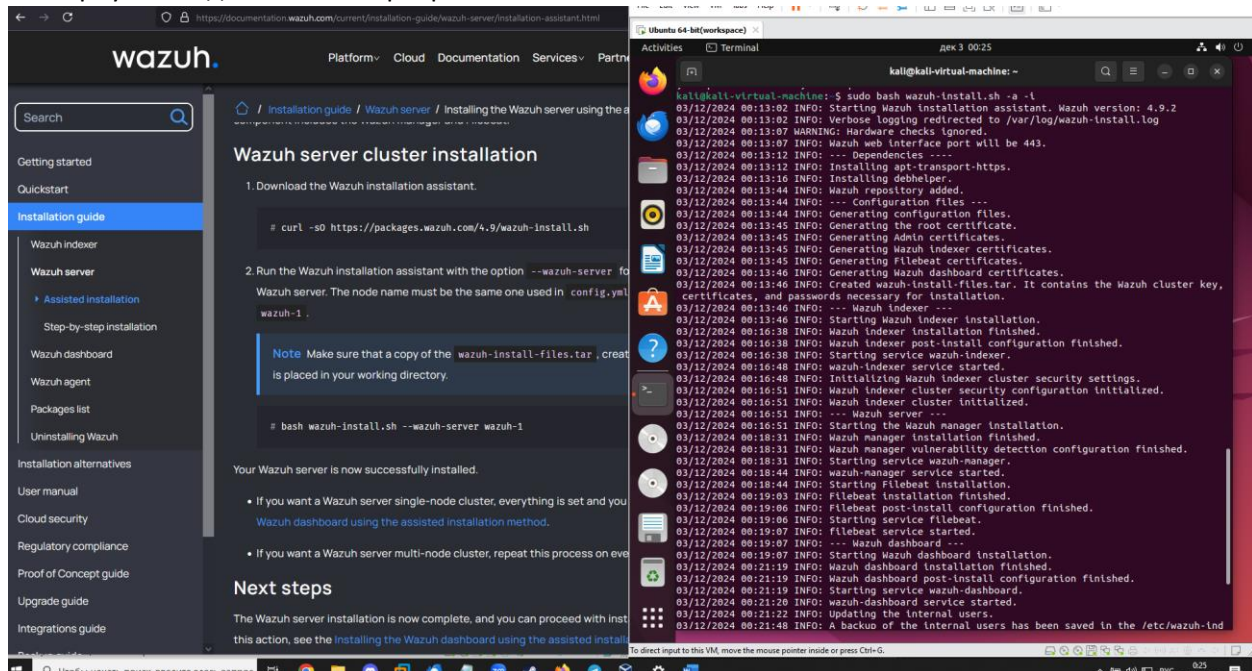 https://documentation.wazuh.com/current/installation-guide/wazuh-server/installation-assistant.html
wazuh.
Platform
Cloud
Documentation
Services
Search
Getting started
Quickstart
Installation guide
Wazuh indexer
Wazuh server
Assisted installation
Step-by-step installation
Wazuh dashboard
Wazuh agent
Packages list
Uninstalling Wazuh
Installation alternatives
User manual
Cloud security
Regulatory compliance
Proof of Concept guide
Upgrade guide
Integrations guide
/ Installation guide / Wazuh server / Installing the Wazuh server using the a
Wazuh server cluster installation
1. Download the Wazuh installation assistant.
# curl -sO https://packages.wazuh.com/4.9/wazuh-install.sh
2. Run the Wazuh installation assistant with the option --wazuh-server fo
Wazuh server. The node name must be the same one used in config.yml
wazuh-1 .
Note Make sure that a copy of the wazuh-install-files.tar , creat
is placed in your working directory.
# bash wazuh-install.sh --wazuh-server wazuh-1
Your Wazuh server is now successfully installed.
• If you want a Wazuh server single-node cluster, everything is set and you
Wazuh dashboard using the assisted installation method.
• If you want a Wazuh server multi-node cluster, repeat this process on eve
Next steps
The Wazuh server installation is now complete, and you can proceed with inst
this action, see the Installing the Wazuh dashboard using the assisted install
Ubuntu 64-bit(workspace)
Activities
Terminal
дек 3 00:25
kali@kali-virtual-machine: ~
kali@kali-virtual-machine:~$ sudo bash wazuh-install.sh -a -i
03/12/2024 00:13:02 INFO: Starting Wazuh installation assistant. Wazuh version: 4.9.2
03/12/2024 00:13:02 INFO: Verbose logging redirected to /var/log/wazuh-install.log
03/12/2024 00:13:07 WARNING: Hardware checks ignored.
03/12/2024 00:13:07 INFO: Wazuh web interface port will be 443.
03/12/2024 00:13:12 INFO: --- Dependencies ----
03/12/2024 00:13:12 INFO: Installing apt-transport-https.
03/12/2024 00:13:16 INFO: Installing debhelper.
03/12/2024 00:13:44 INFO: Wazuh repository added.
03/12/2024 00:13:44 INFO: --- Configuration files ---
03/12/2024 00:13:44 INFO: Generating configuration files.
03/12/2024 00:13:45 INFO: Generating the root certificate.
03/12/2024 00:13:45 INFO: Generating Admin certificates.
03/12/2024 00:13:45 INFO: Generating Wazuh indexer certificates.
03/12/2024 00:13:45 INFO: Generating Filebeat certificates.
03/12/2024 00:13:46 INFO: Generating Wazuh dashboard certificates.
03/12/2024 00:13:46 INFO: Created wazuh-install-files.tar. It contains the Wazuh cluster key,
certificates, and passwords necessary for installation.
03/12/2024 00:13:46 INFO: --- Wazuh indexer ---
03/12/2024 00:13:46 INFO: Starting Wazuh indexer installation.
03/12/2024 00:16:38 INFO: Wazuh indexer installation finished.
03/12/2024 00:16:38 INFO: Wazuh indexer post-install configuration finished.
03/12/2024 00:16:38 INFO: Starting service wazuh-indexer.
03/12/2024 00:16:48 INFO: wazuh-indexer service started.
03/12/2024 00:16:48 INFO: Initializing Wazuh indexer cluster security settings.
03/12/2024 00:16:51 INFO: Wazuh indexer cluster security configuration initialized.
03/12/2024 00:16:51 INFO: Wazuh indexer cluster initialized.
03/12/2024 00:16:51 INFO: --- Wazuh server ---
03/12/2024 00:16:51 INFO: Starting the Wazuh manager installation.
03/12/2024 00:18:31 INFO: Wazuh manager installation finished.
03/12/2024 00:18:31 INFO: Wazuh manager vulnerability detection configuration finished.
03/12/2024 00:18:31 INFO: Starting service wazuh-manager.
03/12/2024 00:18:44 INFO: wazuh-manager service started.
03/12/2024 00:18:44 INFO: Starting Filebeat installation.
03/12/2024 00:19:03 INFO: Filebeat installation finished.
03/12/2024 00:19:06 INFO: Filebeat post-install configuration finished.
03/12/2024 00:19:06 INFO: Starting service filebeat.
03/12/2024 00:19:07 INFO: filebeat service started.
03/12/2024 00:19:07 INFO: --- Wazuh dashboard ---
03/12/2024 00:19:07 INFO: Starting Wazuh dashboard installation.
03/12/2024 00:21:19 INFO: Wazuh dashboard installation finished.
03/12/2024 00:21:19 INFO: Wazuh dashboard post-install configuration finished.
03/12/2024 00:21:19 INFO: Starting service wazuh-dashboard.
03/12/2024 00:21:20 INFO: wazuh-dashboard service started.
03/12/2024 00:21:22 INFO: Updating the internal users.
03/12/2024 00:21:48 INFO: A backup of the internal users has been saved in the /etc/wazuh-ind
To direct input to this VM, move the mouse pointer inside or press Ctrl+G.
0:25